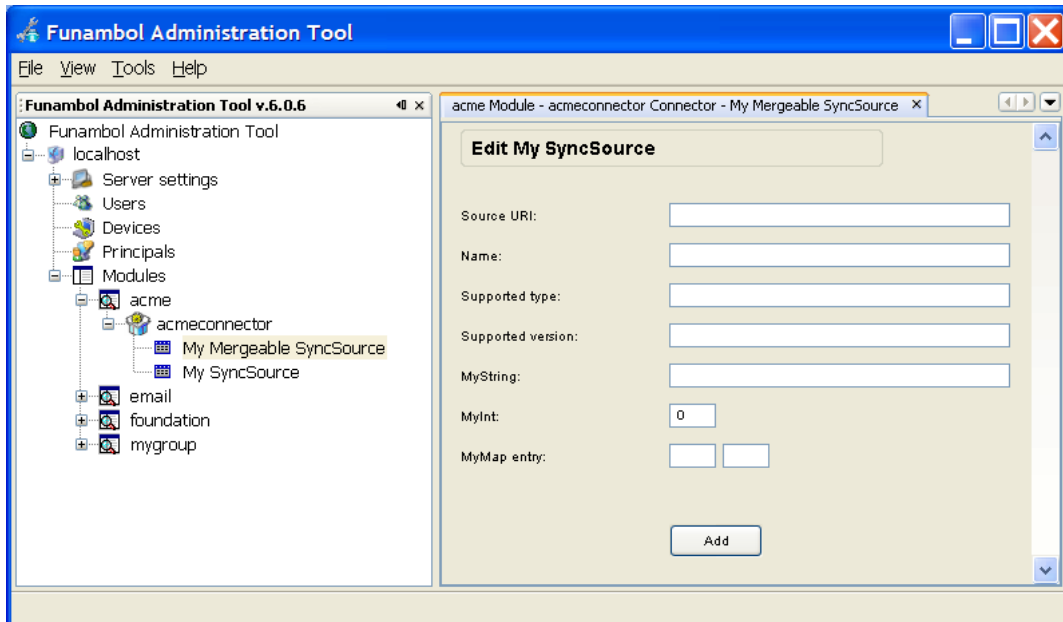 Funambol Administration Tool
File View Tools Help
Funambol Administration Tool v.6.0.6
Funambol Administration Tool
localhost
Server settings
Users
Devices
Principals
Modules
acme
acmeconnector
My Mergeable SyncSource
My SyncSource
email
foundation
mygroup
acme Module - acmeconnector Connector - My Mergeable SyncSource
Edit My SyncSource
Source URI:
Name:
Supported type:
Supported version:
MyString:
MyInt: 0
MyMap entry:
Add